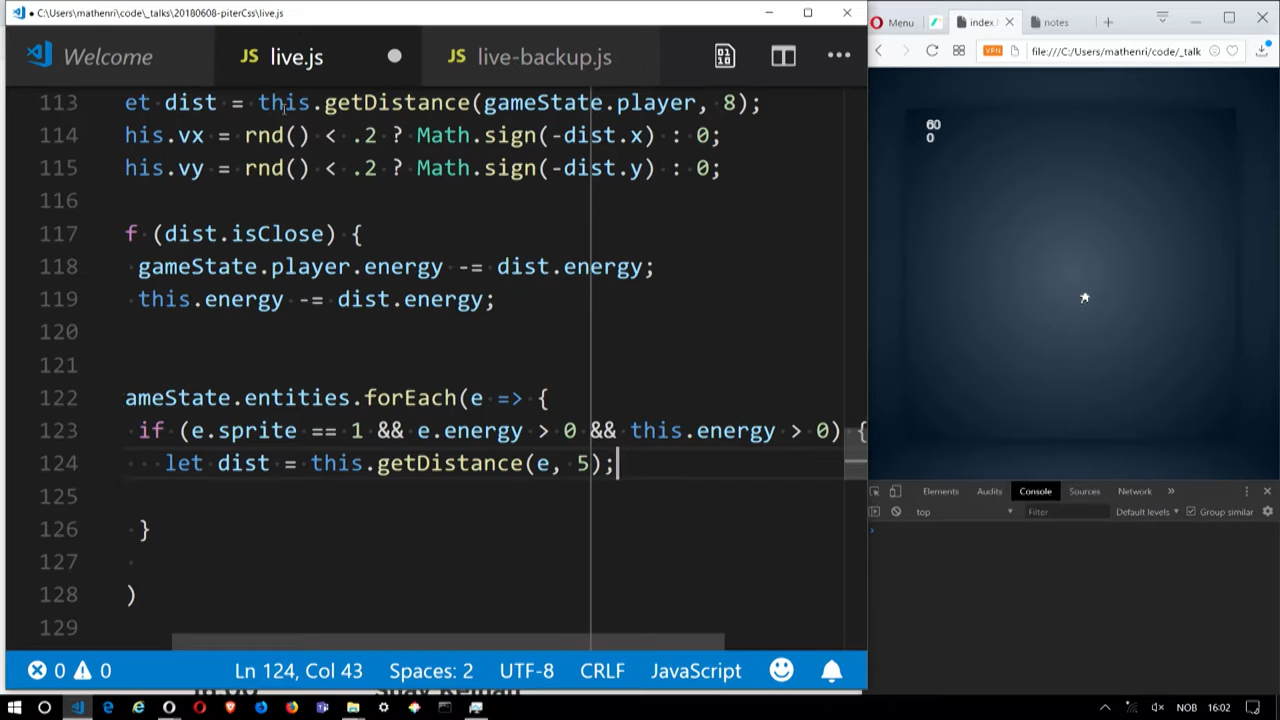 C:\Users\mathenri\code\_talks\20180608-piterCss\live.js
Welcome
JS live.js
JS live-backup.js
113 et dist = this.getDistance(gameState.player, 8);
114 his.vx = rnd() < .2 ? Math.sign(-dist.x) : 0;
115 his.vy = rnd() < .2 ? Math.sign(-dist.y) : 0;
116
117 f (dist.isClose) {
118 gameState.player.energy -= dist.energy;
119 this.energy -= dist.energy;
120
121
122 ameState.entities.forEach(e => {
123 if (e.sprite == 1 && e.energy > 0 && this.energy > 0) {
124 let dist = this.getDistance(e, 5);
125
126 }
127
128 )
129
0 0 Ln 124, Col 43 Spaces: 2 UTF-8 CRLF JavaScript
Menu
index.
notes
VPN file:///C:/Users/mathenri/code/_talk
60
0
Elements Audits Console Sources Network »
top Filter Default levels Group similar
NOB 16:02